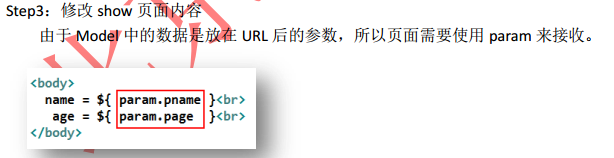 Step3：修改 show 页面内容
由于 Model 中的数据是放在 URL 后的参数，所以页面需要使用 param 来接收。
<body>
name = ${ param.pname }<br>
age = ${ param.page }<br>
</body>